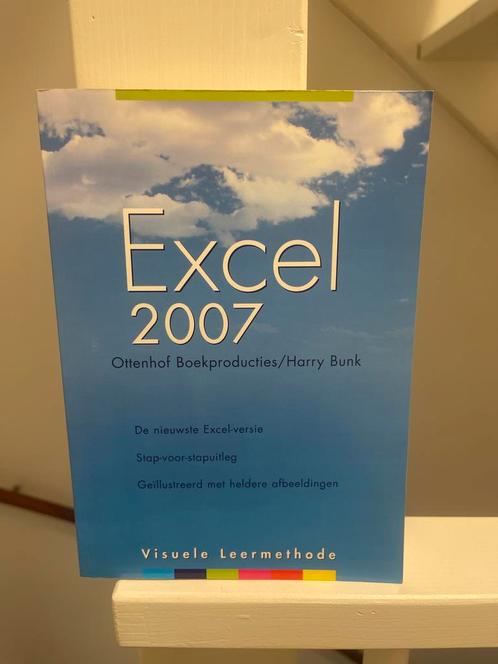 Excel
2007
Ottenhof Boekproducties/Harry Bunk
De nieuwste Excel-versie
Stap-voor-stapuitleg
Geïllustreerd met heldere afbeeldingen
Visuele Leermethode